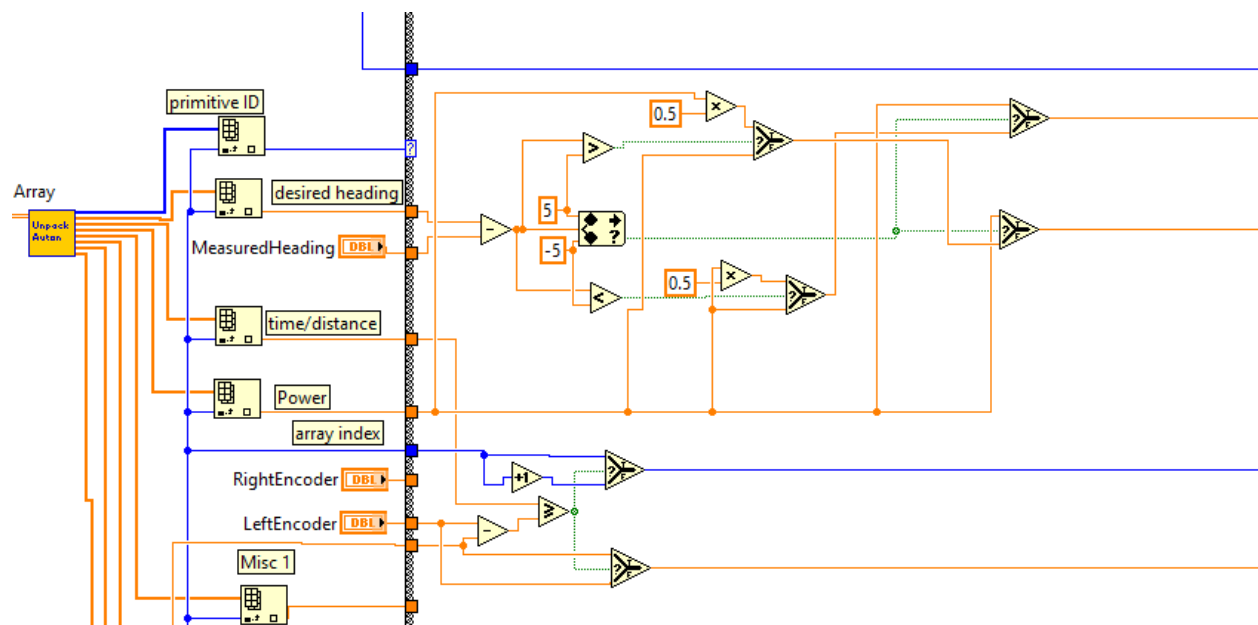 primitive ID
0.5
Array
desired heading
Unpack
Auton
5
?
MeasuredHeading
DBL
-5
0.5
time/distance
Power
array index
RightEncoder
DBL
+1
LeftEncoder
DBL
Misc 1